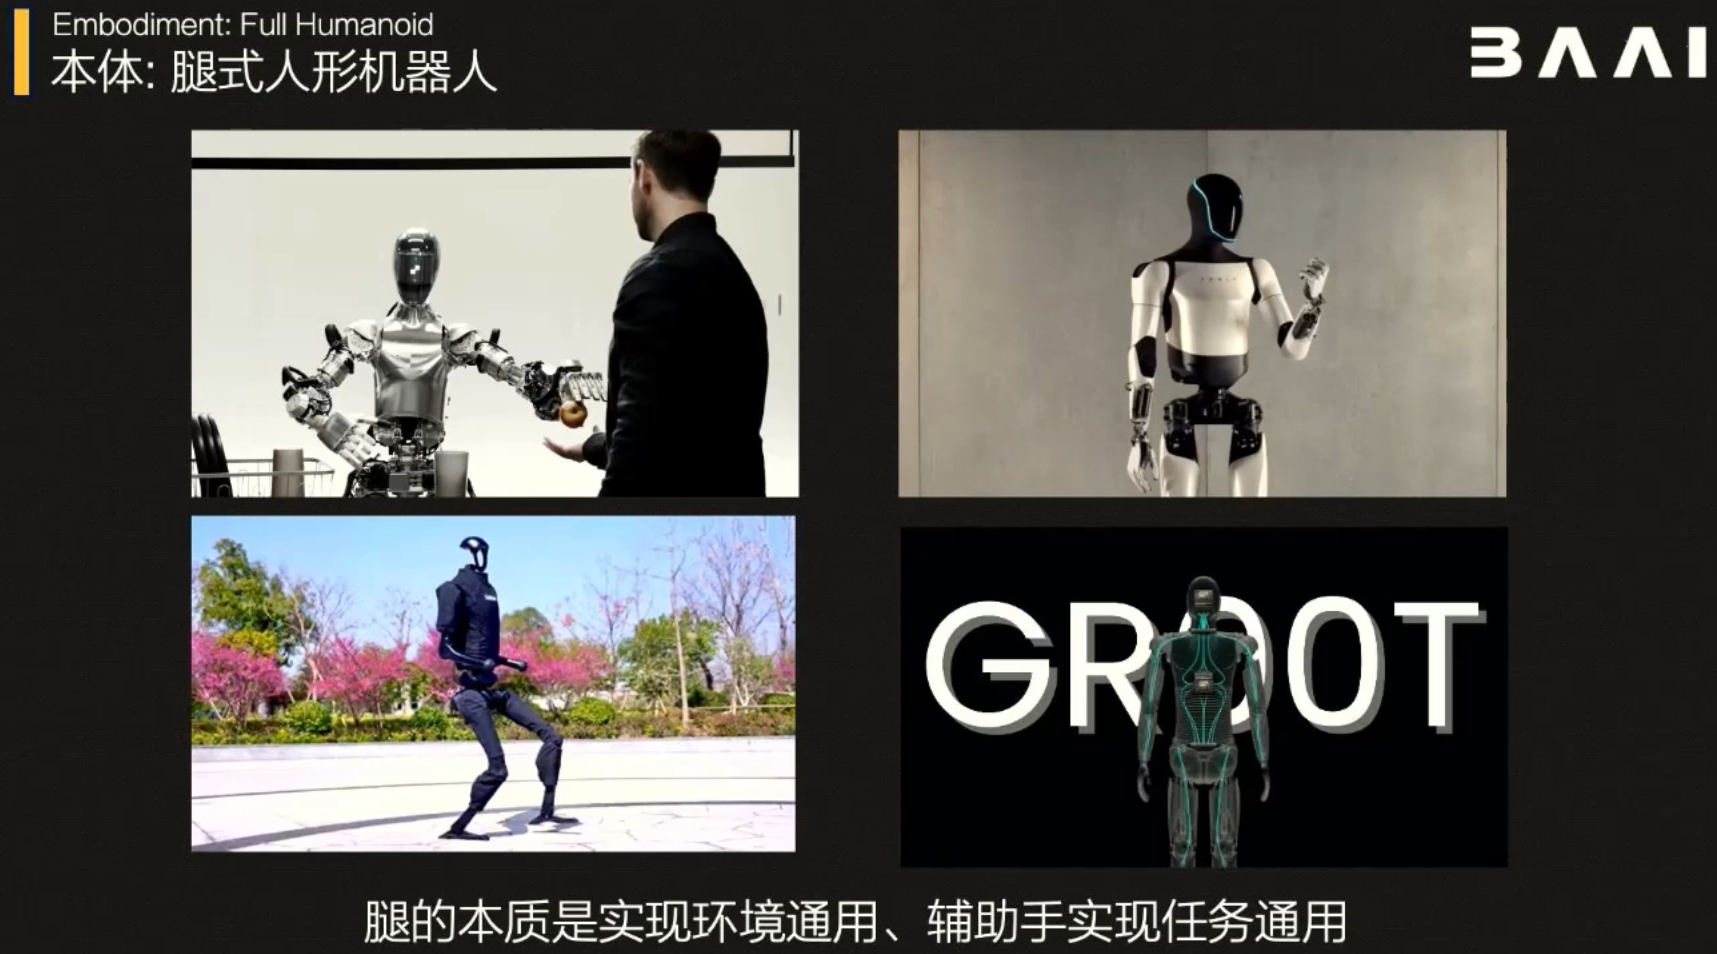 Embodiment: Full Humanoid
本体: 腿式人形机器人
BAAI
TESLA
GR00T
腿的本质是实现环境通用、辅助手实现任务通用